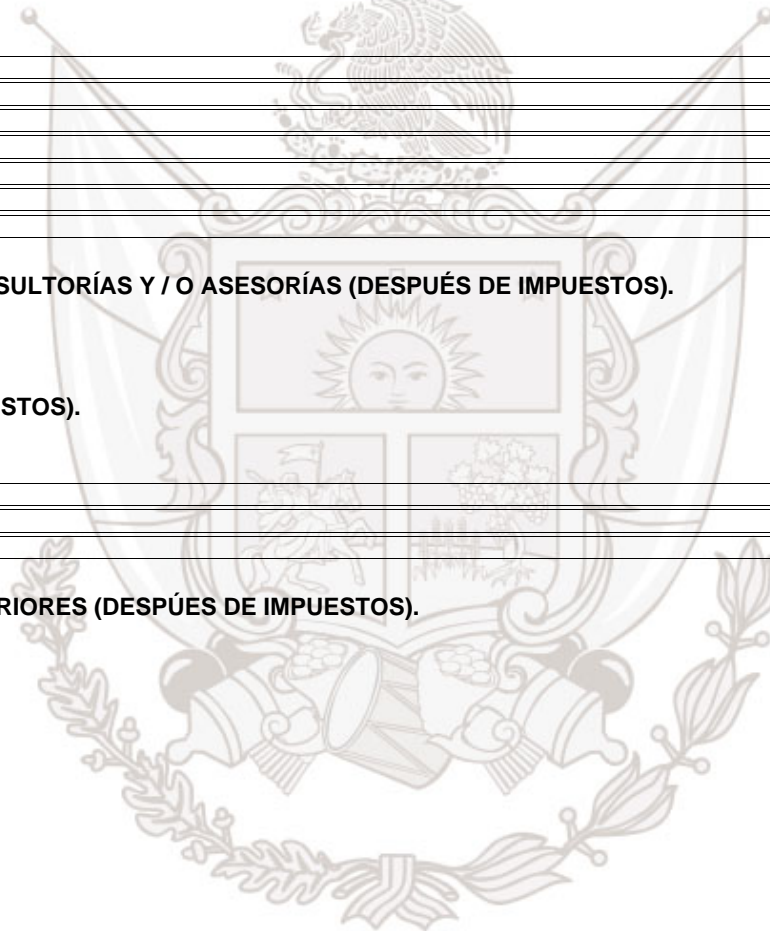 SULTORÍAS Y / O ASESORÍAS (DESPUÉS DE IMPUESTOS).
STOS).
RIORES (DESPÚES DE IMPUESTOS).